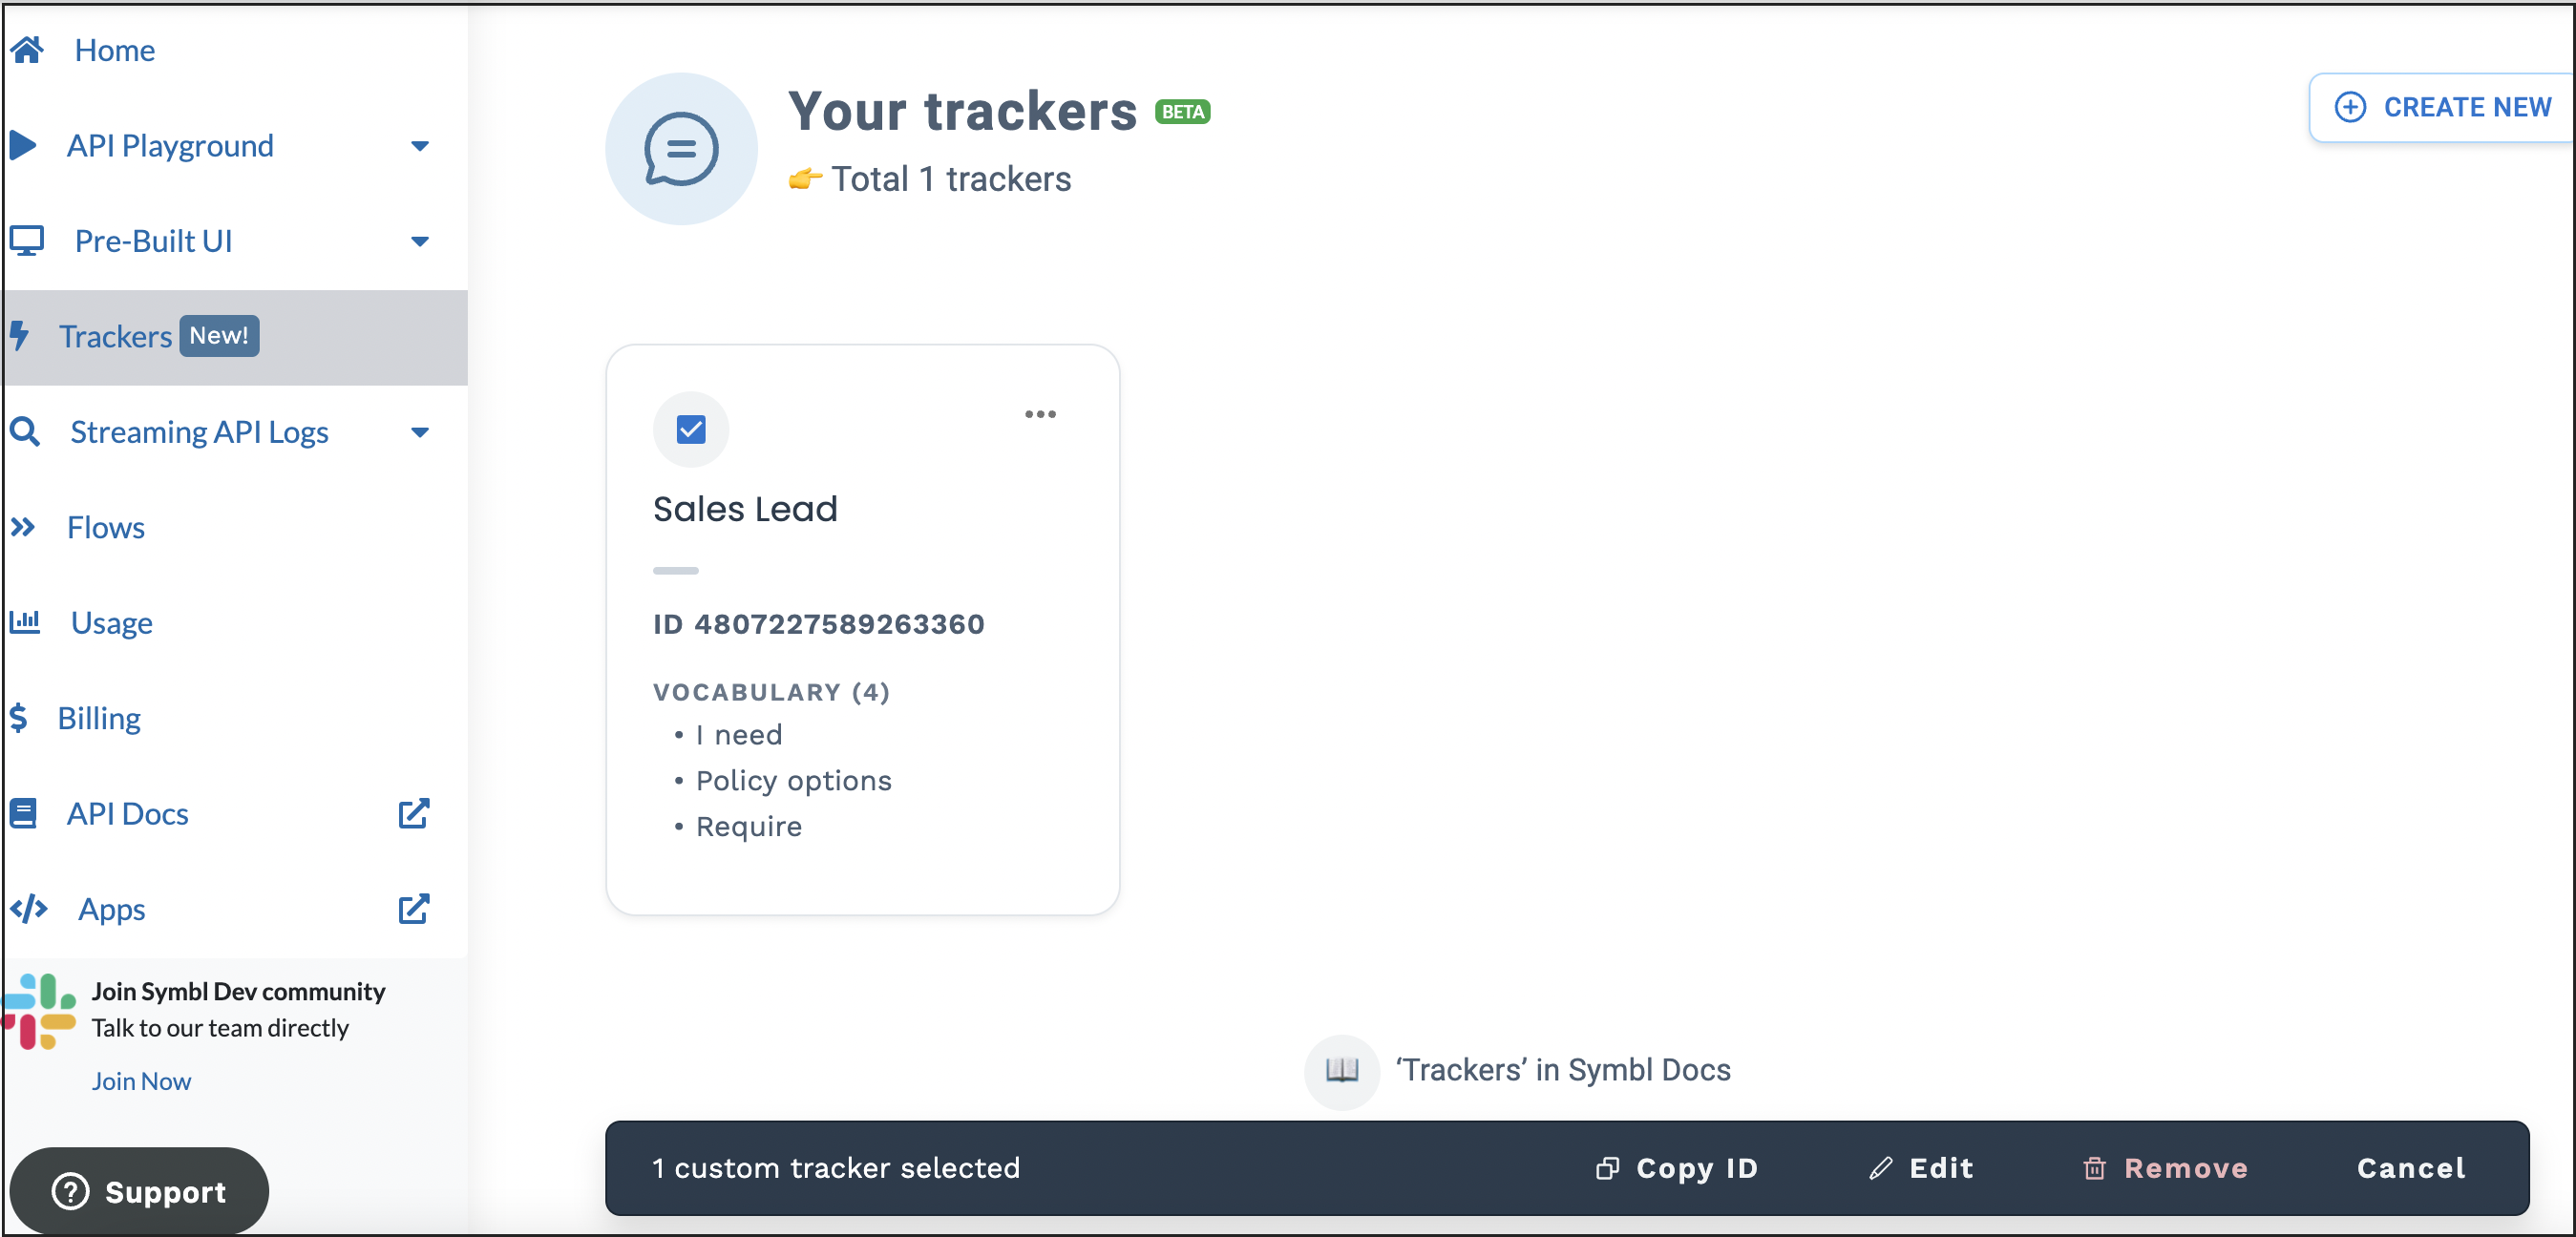 Home
API Playground
Pre-Built UI
Trackers New!
Streaming API Logs
Flows
Usage
Billing
API Docs
Apps
Join Symbl Dev community
Talk to our team directly
Join Now
Support
Your trackers BETA
👉 Total 1 trackers
CREATE NEW
Sales Lead
ID 4807227589263360
VOCABULARY (4)
• I need
• Policy options
• Require
‘Trackers’ in Symbl Docs
1 custom tracker selected
Copy ID
Edit
Remove
Cancel